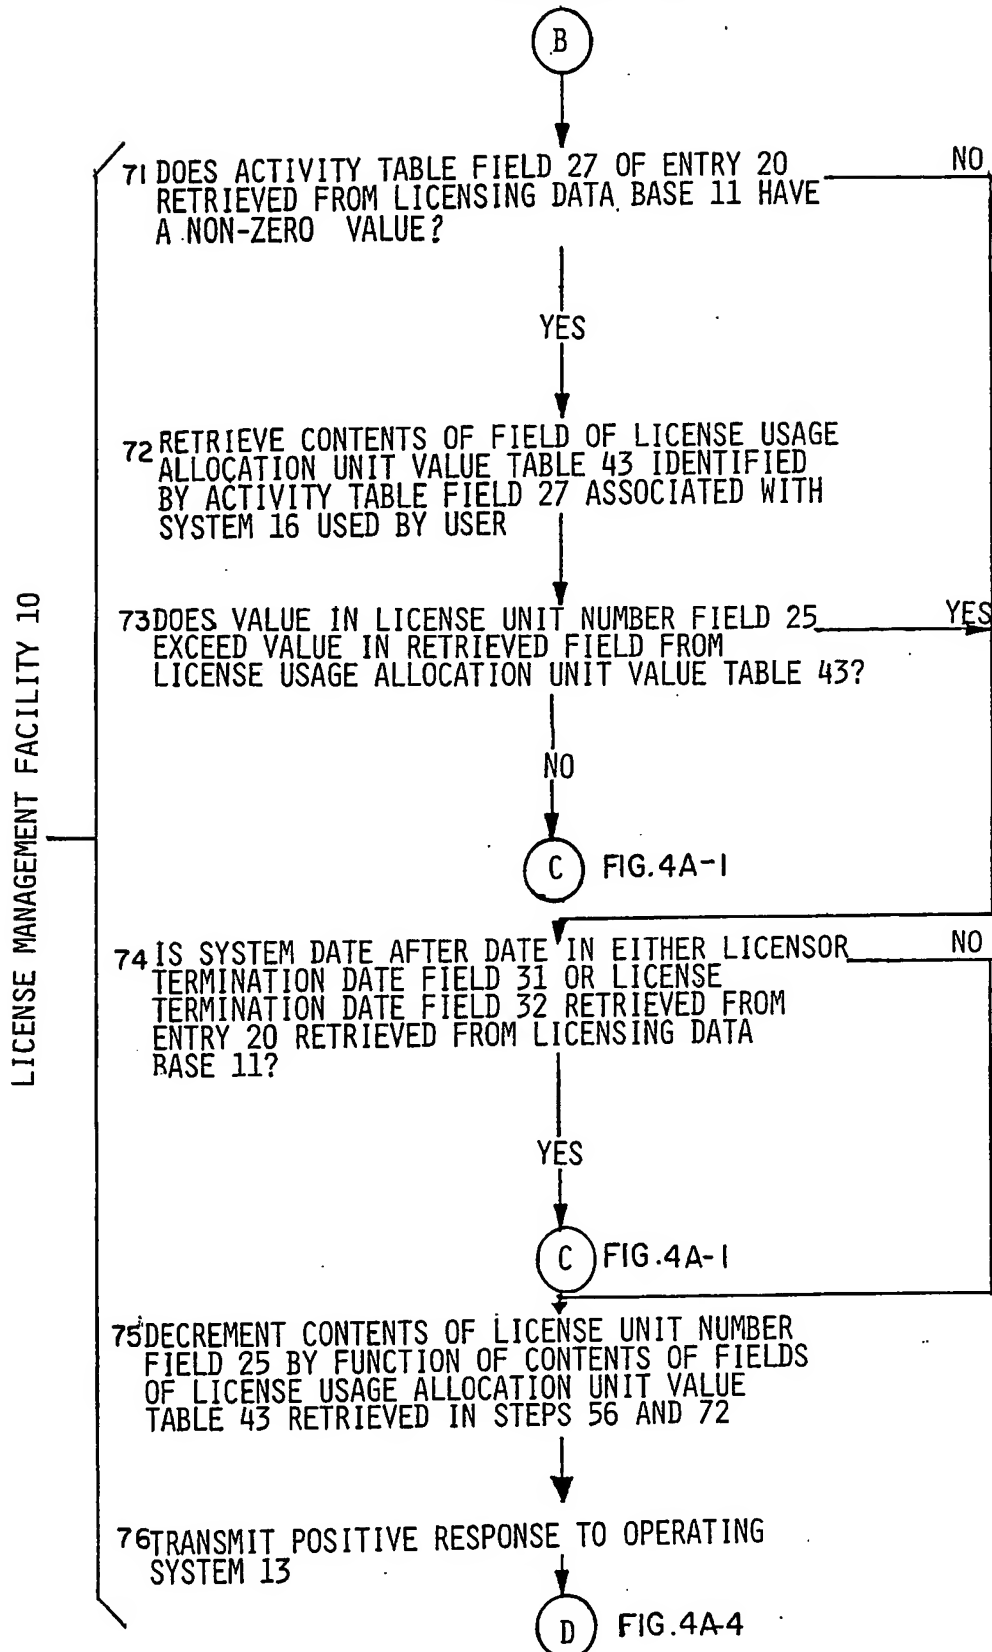 B
71 DOES ACTIVITY TABLE FIELD 27 OF ENTRY 20
RETRIEVED FROM LICENSING DATA BASE 11 HAVE
A NON-ZERO VALUE?
NO
YES
72 RETRIEVE CONTENTS OF FIELD OF LICENSE USAGE
ALLOCATION UNIT VALUE TABLE 43 IDENTIFIED
BY ACTIVITY TABLE FIELD 27 ASSOCIATED WITH
SYSTEM 16 USED BY USER
73 DOES VALUE IN LICENSE UNIT NUMBER FIELD 25
EXCEED VALUE IN RETRIEVED FIELD FROM
LICENSE USAGE ALLOCATION UNIT VALUE TABLE 43?
YES
NO
C FIG.4A-1
LICENSE MANAGEMENT FACILITY 10
74 IS SYSTEM DATE AFTER DATE IN EITHER LICENSOR
TERMINATION DATE FIELD 31 OR LICENSE
TERMINATION DATE FIELD 32 RETRIEVED FROM
ENTRY 20 RETRIEVED FROM LICENSING DATA
BASE 11?
NO
YES
C FIG.4A-1
75 DECREMENT CONTENTS OF LICENSE UNIT NUMBER
FIELD 25 BY FUNCTION OF CONTENTS OF FIELDS
OF LICENSE USAGE ALLOCATION UNIT VALUE
TABLE 43 RETRIEVED IN STEPS 56 AND 72
76 TRANSMIT POSITIVE RESPONSE TO OPERATING
SYSTEM 13
D FIG.4A-4